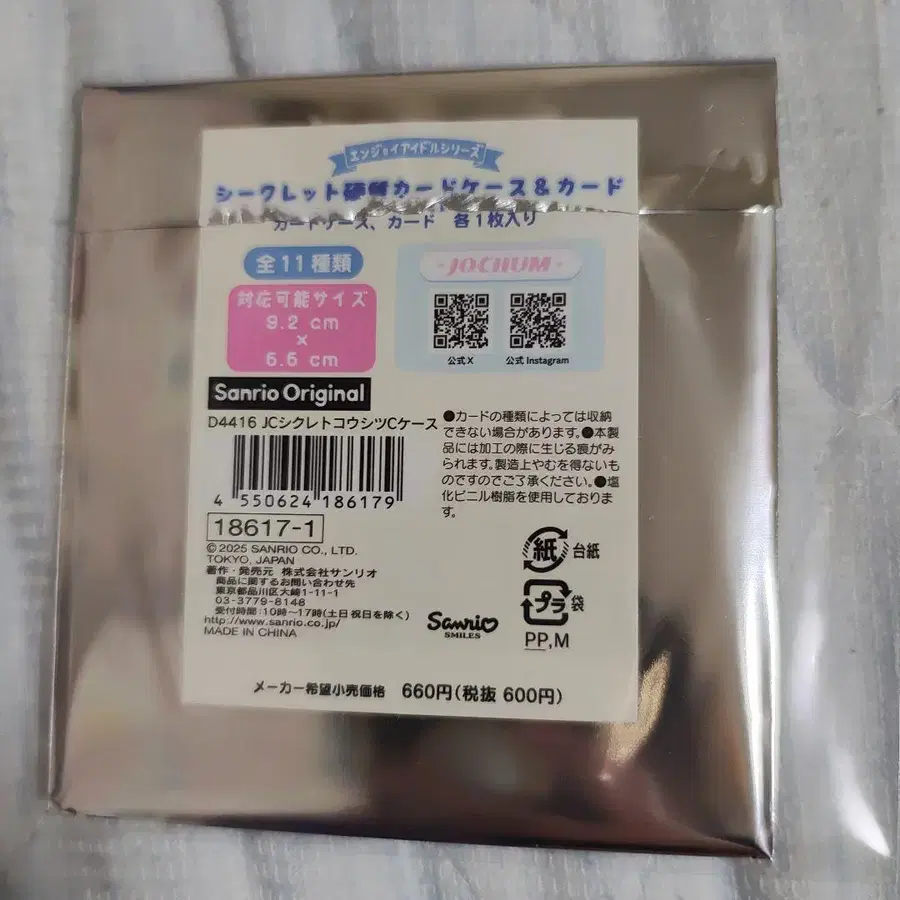 エンジョイアイドルシリーズ
シークレット硬質カードケース&カード
カードケース、カード 各1枚入り
全11種類
対応可能サイズ
9.2 cm
×
6.6 cm
JOCHUM
公式X
公式Instagram
Sanrio Original
D4416 JCシクレトコウシツCケース
4 550624 186179
18617-1
© 2025 SANRIO CO., LTD.
TOKYO, JAPAN
著作・発売元 株式会社サンリオ
商品に関するお問い合わせ先
東京都品川区大崎1-11-1
03-3779-8148
受付時間:10時~17時(土日祝日を除く)
http://www.sanrio.co.jp/
MADE IN CHINA
●カードの種類によっては収納
できない場合があります。●本製
品には加工の際に生じる痕がみ
られます。製造上やむを得ないも
のですのでご了承ください。●塩
化ビニル樹脂を使用しておりま
す。
紙 台紙
プラ 袋
PP,M
Sanrio
SMILES
メーカー希望小売価格 660円(税抜 600円)